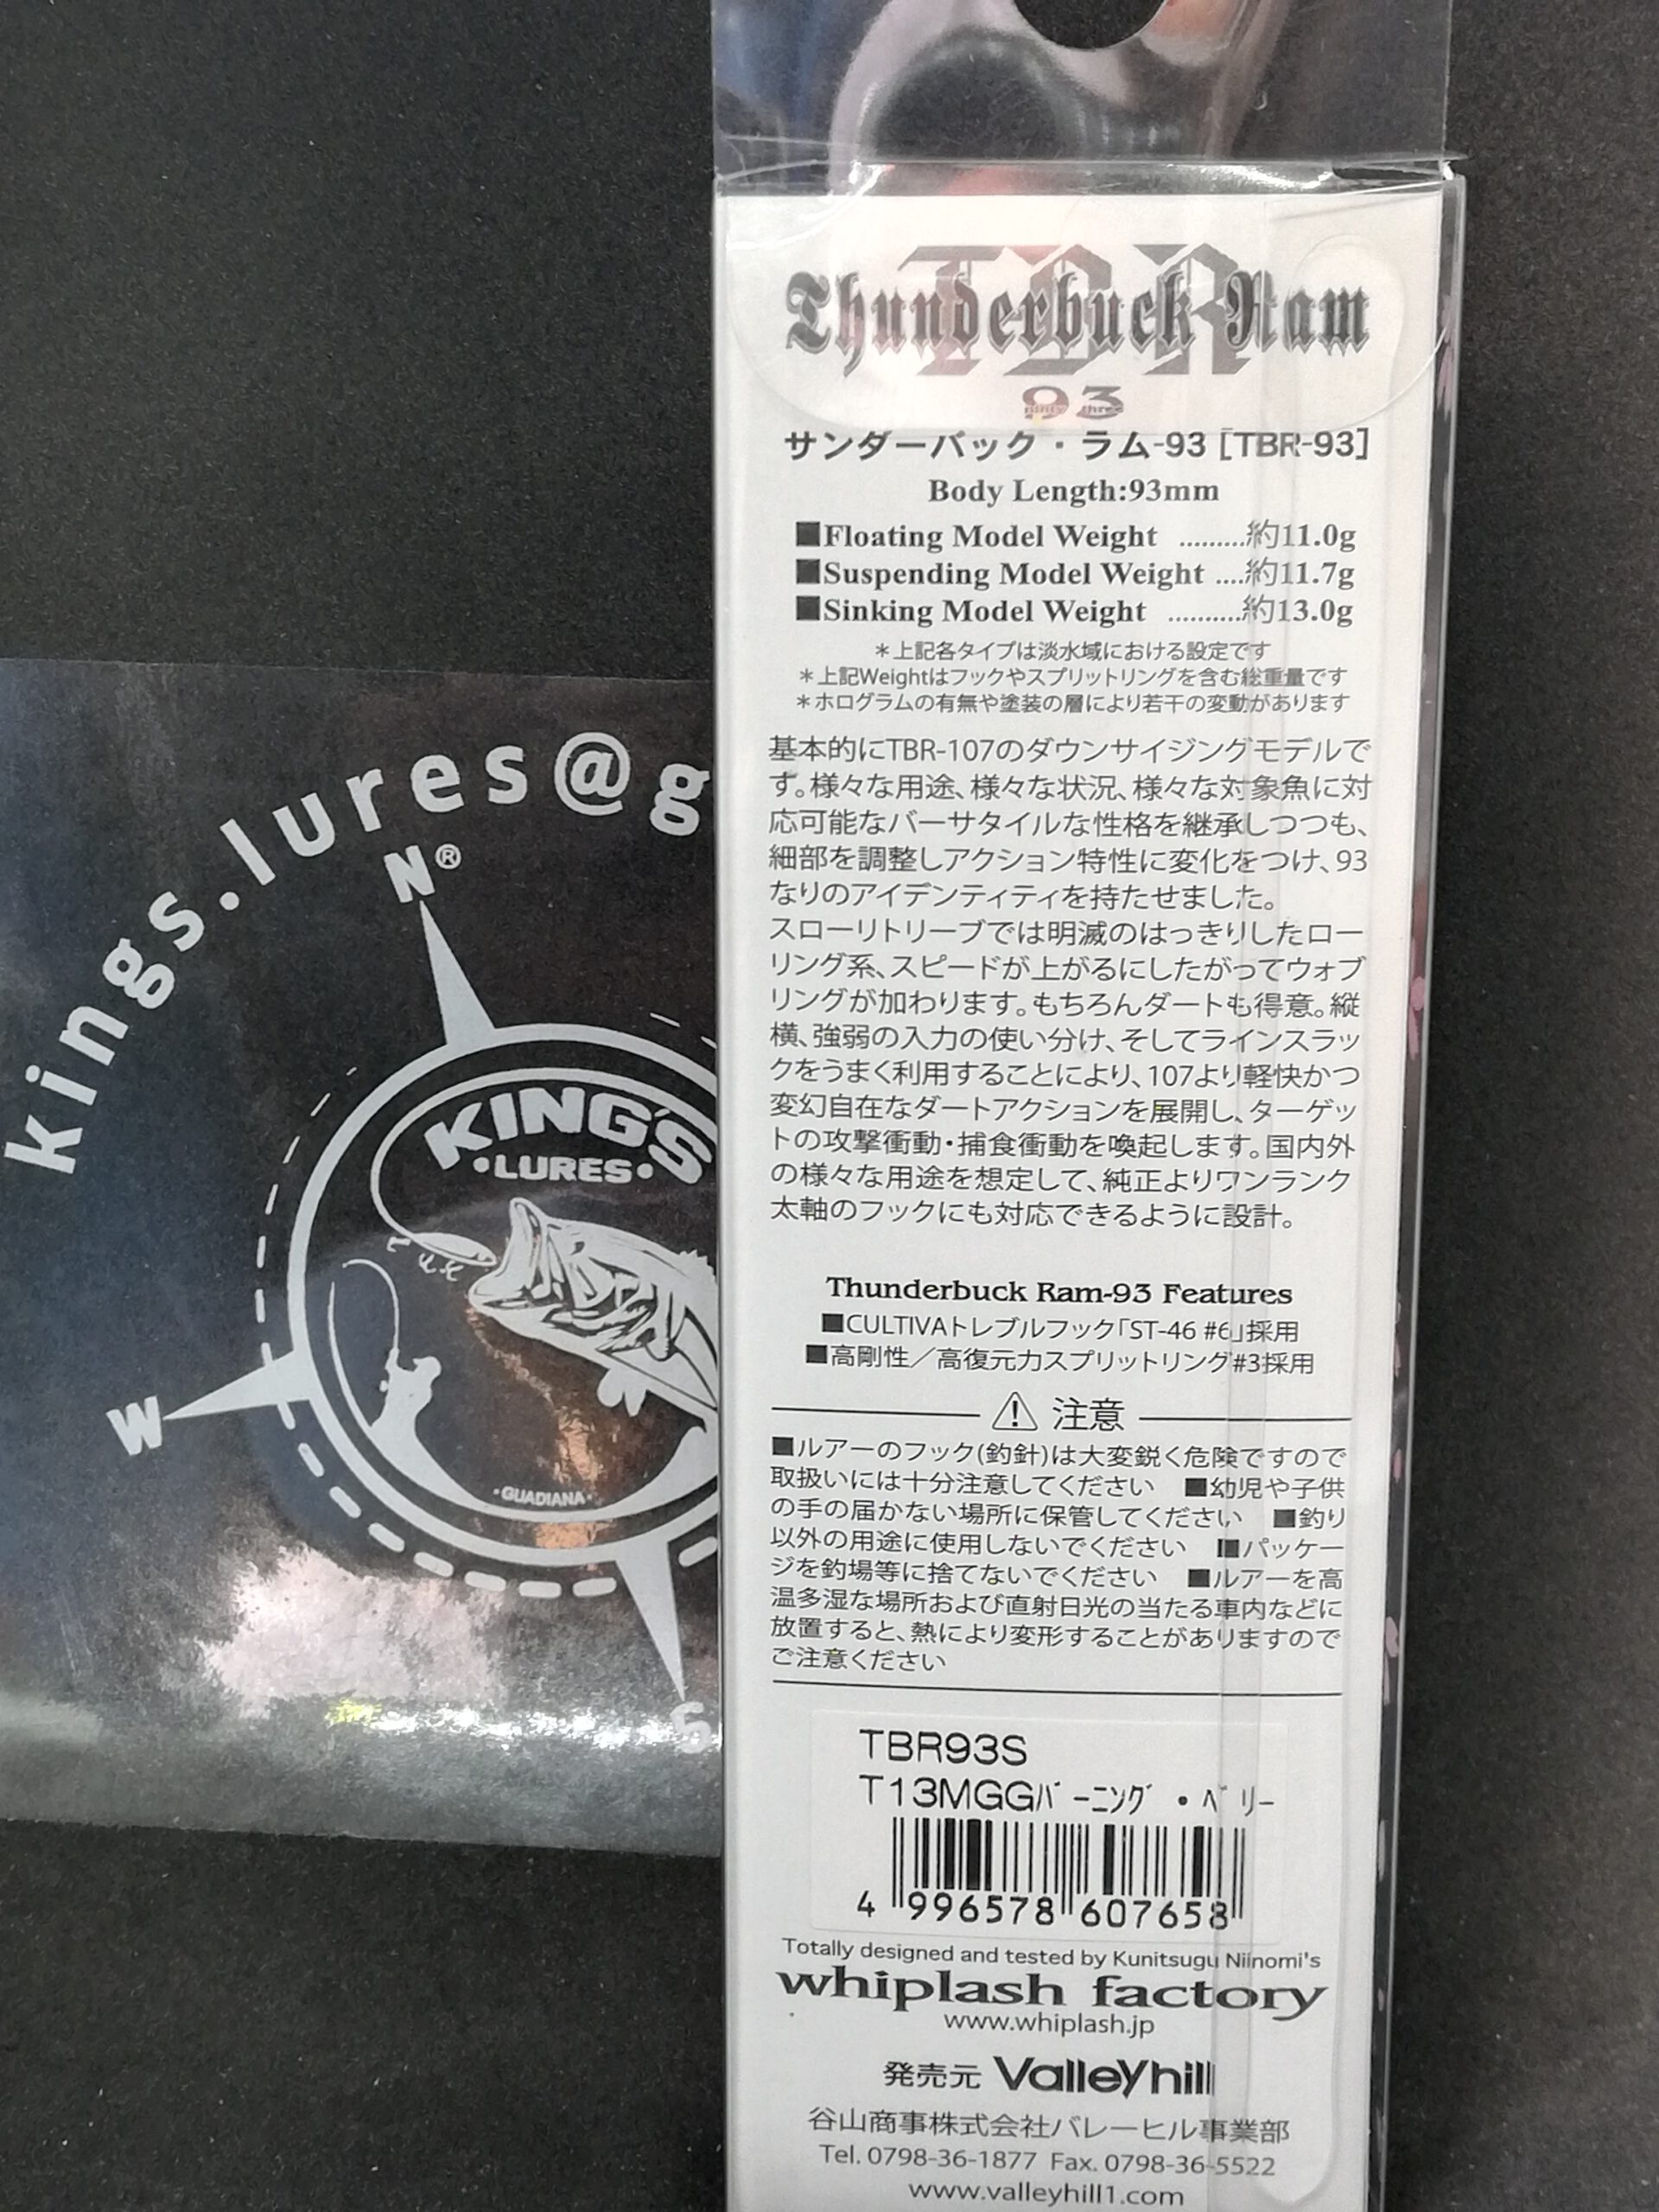 TBR
Thunderbuck Ram
93
ninty three
サンダーバック・ラム-93 [TBR-93]
Body Length:93mm
■Floating Model Weight .........約11.0g
■Suspending Model Weight ....約11.7g
■Sinking Model Weight ..........約13.0g
＊上記各タイプは淡水域における設定です
＊上記Weightはフックやスプリットリングを含む総重量です
＊ホログラムの有無や塗装の層により若干の変動があります
基本的にTBR-107のダウンサイジングモデルで
す。様々な用途、様々な状況、様々な対象魚に対
応可能なバーサタイルな性格を継承しつつも、
細部を調整しアクション特性に変化をつけ、93
なりのアイデンティティを持たせました。
スローリトリーブでは明滅のはっきりしたロー
リング系、スピードが上がるにしたがってウォブ
リングが加わります。もちろんダートも得意。縦
横、強弱の入力の使い分け、そしてラインスラッ
クをうまく利用することにより、107より軽快かつ
変幻自在なダートアクションを展開し、ターゲッ
トの攻撃衝動・捕食衝動を喚起します。国内外
の様々な用途を想定して、純正よりワンランク
太軸のフックにも対応できるように設計。
Thunderbuck Ram-93 Features
■CULTIVAトレブルフック「ST-46 #6」採用
■高剛性／高復元力スプリットリング#3採用
⚠ 注意
■ルアーのフック(釣針)は大変鋭く危険ですので
取扱いには十分注意してください ■幼児や子供
の手の届かない場所に保管してください ■釣り
以外の用途に使用しないでください ■パッケー
ジを釣場等に捨てないでください ■ルアーを高
温多湿な場所および直射日光の当たる車内などに
放置すると、熱により変形することがありますので
ご注意ください
TBR93S
T13MGGﾊﾞｰﾆﾝｸﾞ・ﾍﾞﾘｰ
4 996578 607658
Totally designed and tested by Kunitsugu Niinomi's
whiplash factory
www.whiplash.jp
発売元 Valleyhill
谷山商事株式会社バレーヒル事業部
Tel. 0798-36-1877 Fax. 0798-36-5522
www.valleyhill1.com
kings.lures@g
N®
KING'S
•LURES•
W
•GUADIANA•
S